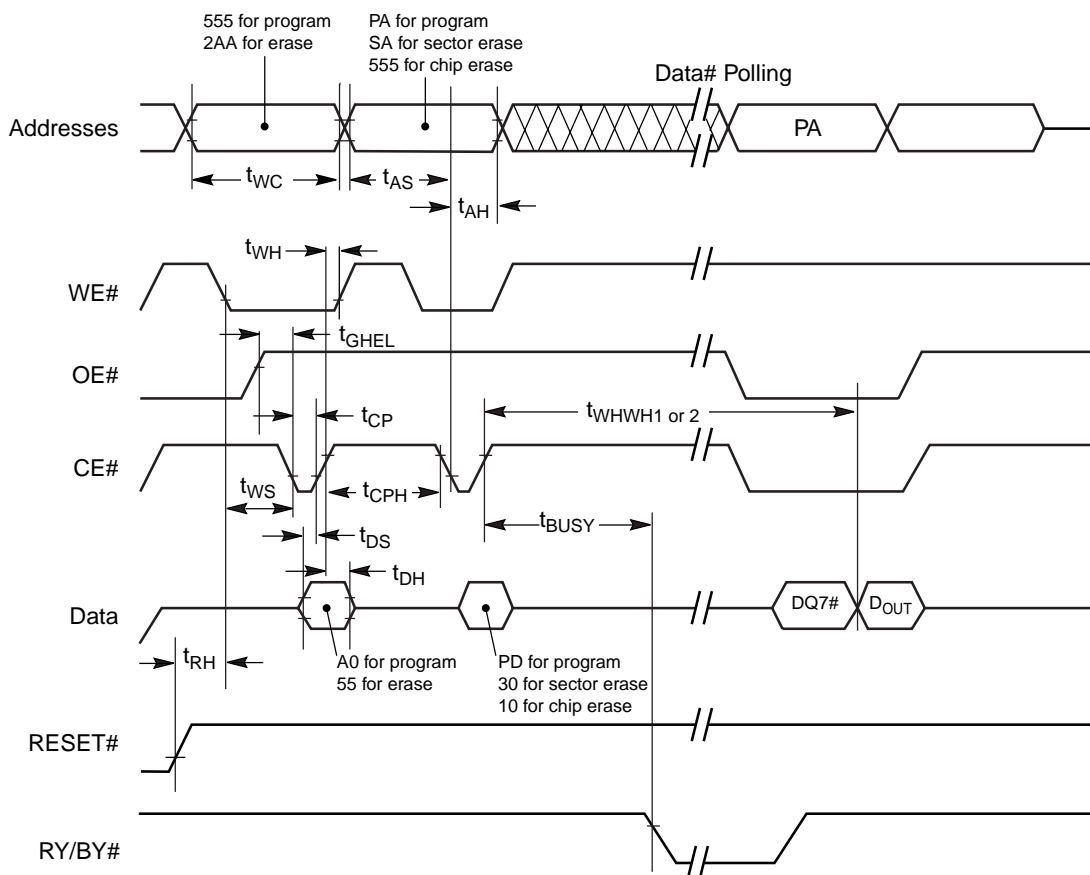 555 for program
2AA for erase
PA for program
SA for sector erase
555 for chip erase
Data# Polling
Addresses
PA
tWC
tAS
tAH
tWH
WE#
tGHEL
OE#
tCP
tWHWH1 or 2
CE#
tWS
tCPH
tDS
tBUSY
tDH
Data
DQ7#
DOUT
tRH
A0 for program
55 for erase
PD for program
30 for sector erase
10 for chip erase
RESET#
RY/BY#